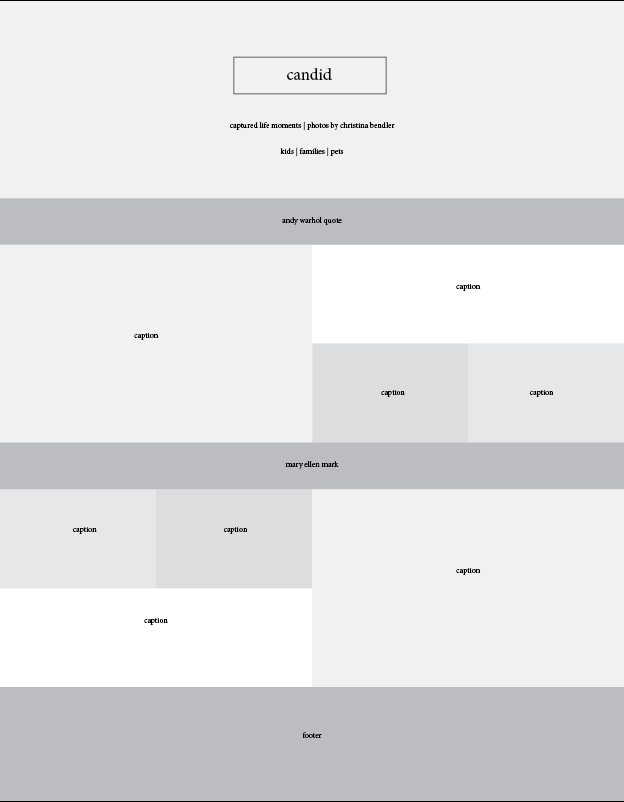 candid
captured life moments | photos by christina bendler
kids | families | pets
andy warhol quote
caption
caption
caption
caption
mary ellen mark
caption
caption
caption
caption
footer